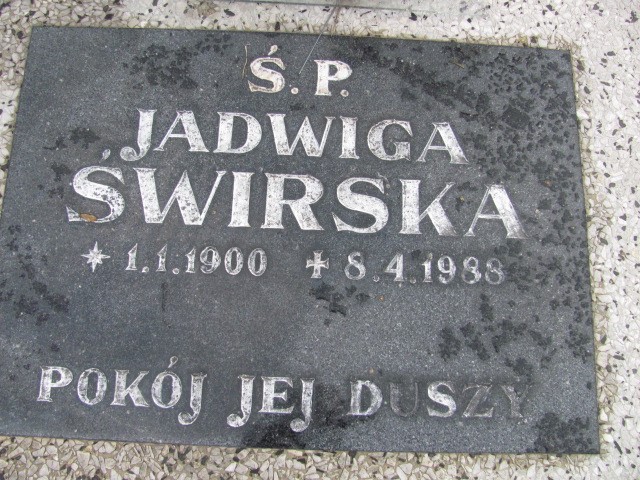 Ś.P.
JADWIGA
ŚWIRSKA
* 1.1.1900 ✝ 8.4.1988
POKÓJ JEJ DUSZY